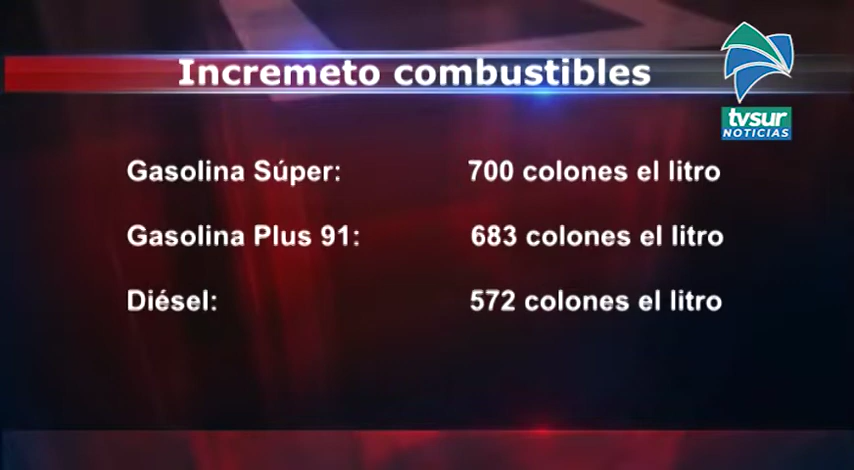 Incremeto combustibles
tvsur
NOTICIAS
Gasolina Súper: 700 colones el litro
Gasolina Plus 91: 683 colones el litro
Diésel: 572 colones el litro